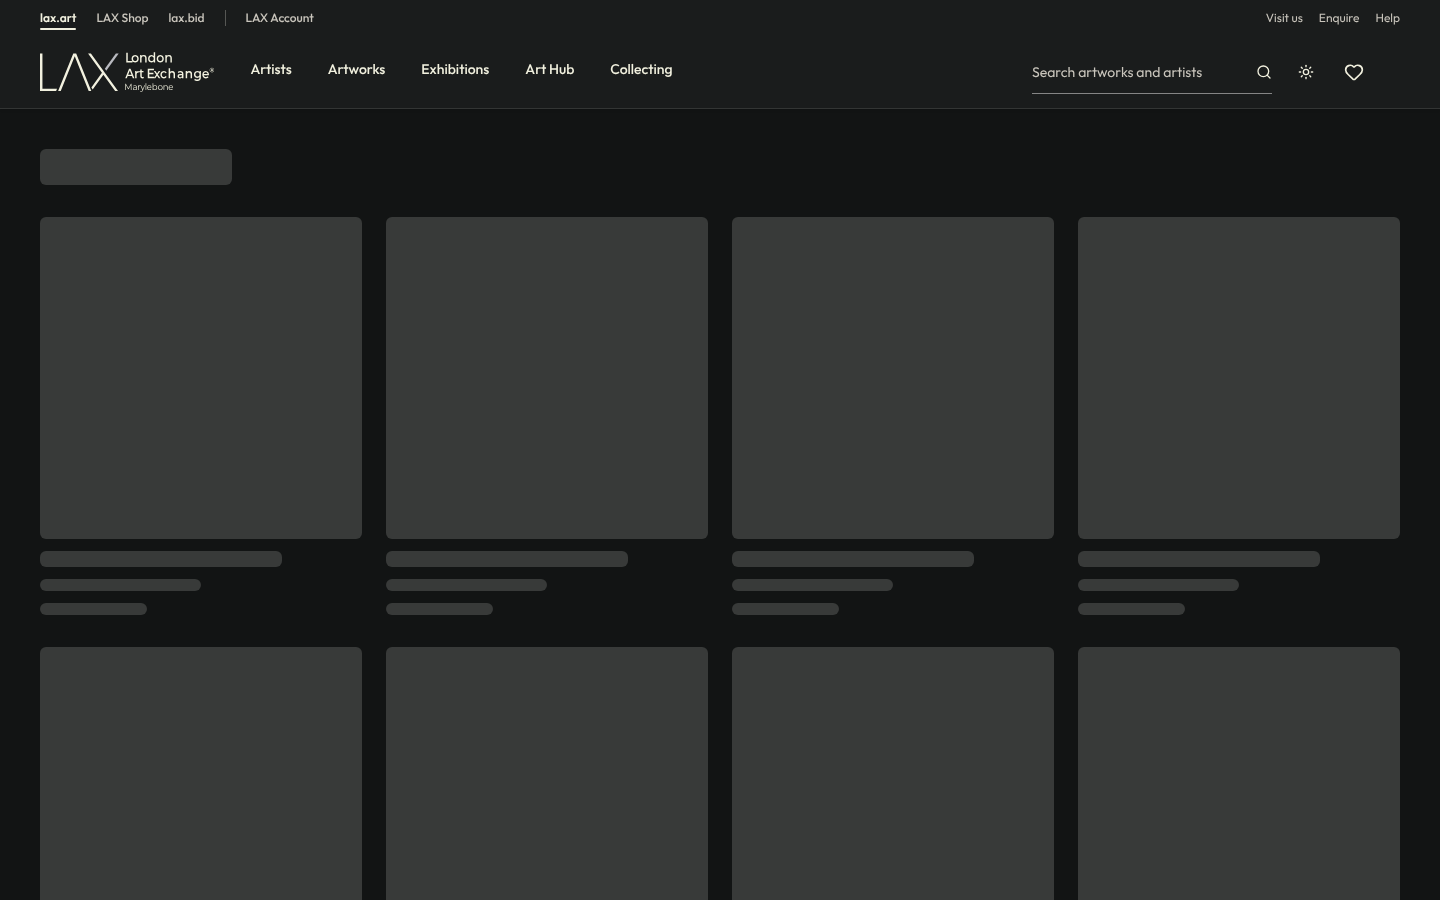 lax.art LAX Shop lax.bid LAX Account Visit us Enquire Help
LAX London
Art Exchange®
Marylebone
Artists Artworks Exhibitions Art Hub Collecting Search artworks and artists